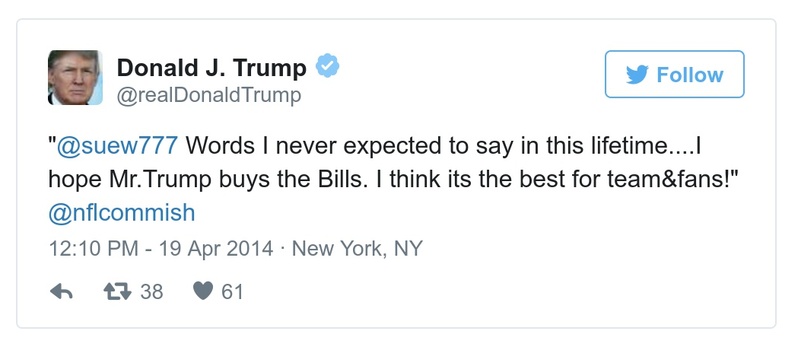 Donald J. Trump
@realDonaldTrump
Follow
"@suew777 Words I never expected to say in this lifetime....I
hope Mr.Trump buys the Bills. I think its the best for team&fans!"
@nflcommish
12:10 PM - 19 Apr 2014 · New York, NY
38 61